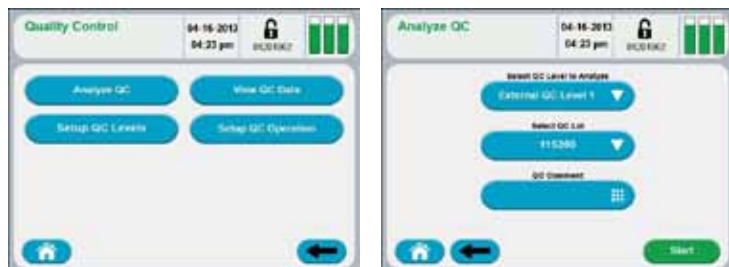 Quality Control
04-16-2013
04:23 pm
Analyze QC
View QC Data
Setup QC Levels
Setup QC Operation
Analyze QC
04-16-2013
04:23 pm
Select QC Level to Analyze
External QC Level 1
Select QC Lot
115200
QC Comment
Start